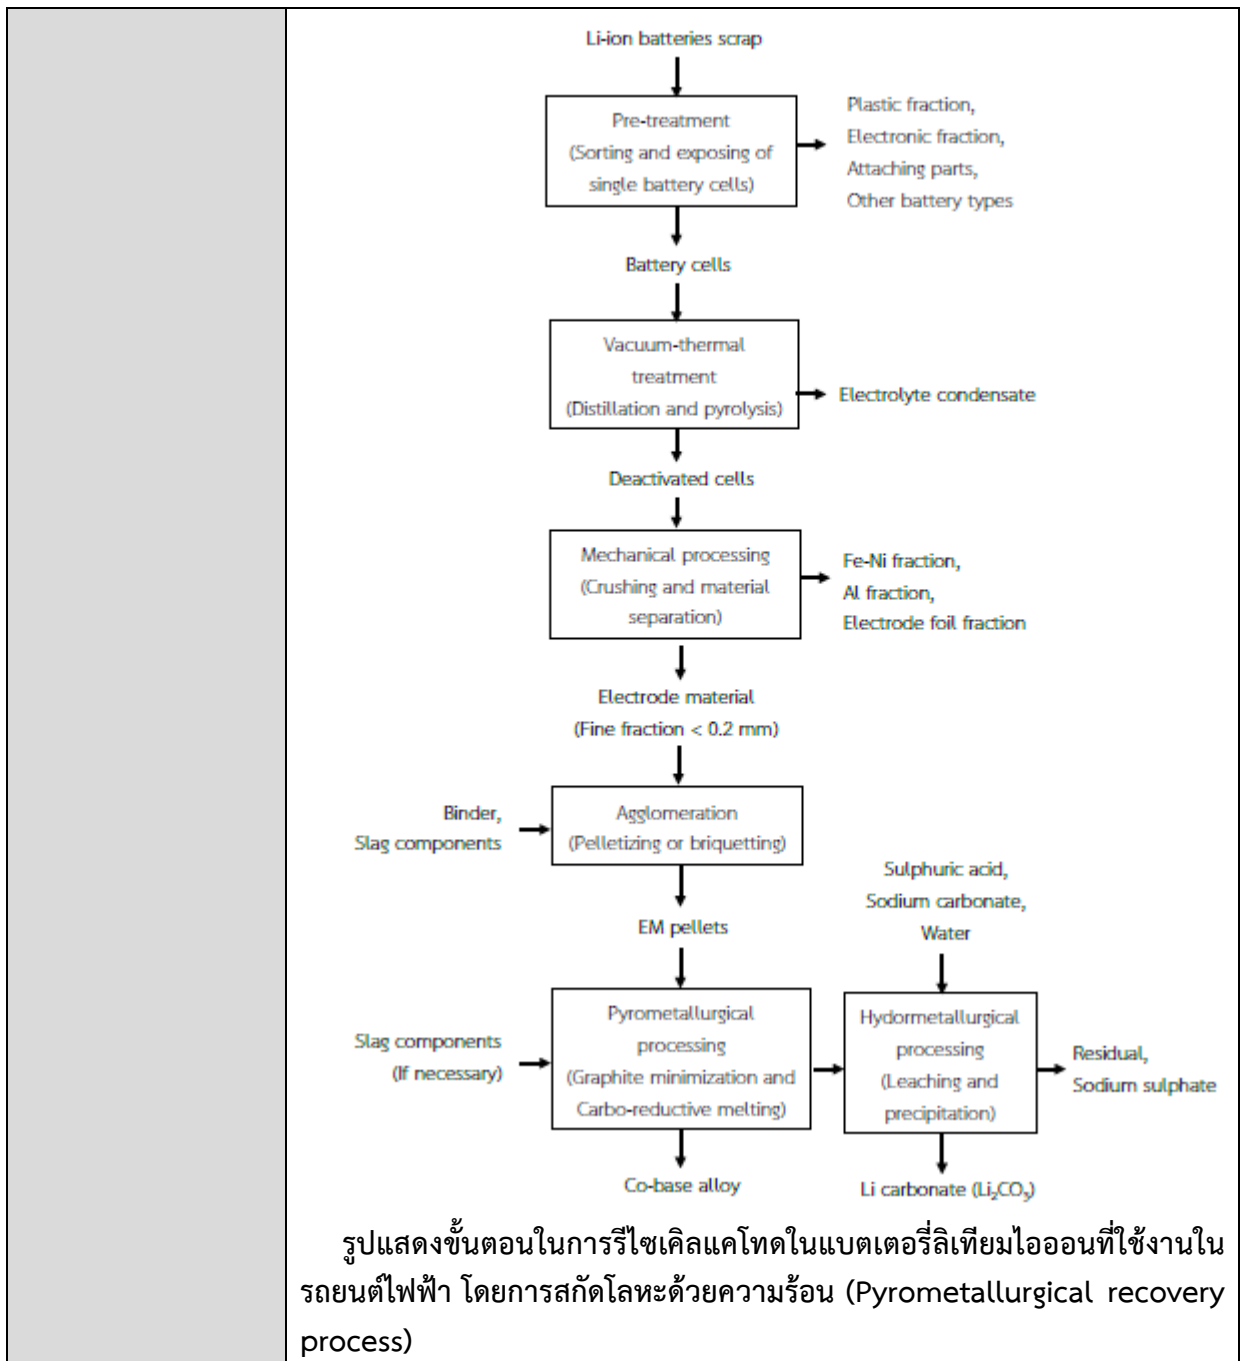 Li-ion batteries scrap
Pre-treatment
(Sorting and exposing of
single battery cells)
Plastic fraction,
Electronic fraction,
Attaching parts,
Other battery types
Battery cells
Vacuum-thermal
treatment
(Distillation and pyrolysis)
Electrolyte condensate
Deactivated cells
Mechanical processing
(Crushing and material
separation)
Fe-Ni fraction,
Al fraction,
Electrode foil fraction
Electrode material
(Fine fraction < 0.2 mm)
Binder,
Slag components
Agglomeration
(Pelletizing or briquetting)
EM pellets
Sulphuric acid,
Sodium carbonate,
Water
Slag components
(If necessary)
Pyrometallurgical
processing
(Graphite minimization and
Carbo-reductive melting)
Hydormetallurgical
processing
(Leaching and
precipitation)
Residual,
Sodium sulphate
Co-base alloy
Li carbonate (Li₂CO₃)
รูปแสดงขั้นตอนในการรีไซเคิลแคโทดในแบตเตอรี่ลิเทียมไอออนที่ใช้งานใน
รถยนต์ไฟฟ้า โดยการสกัดโลหะด้วยความร้อน (Pyrometallurgical recovery
process)